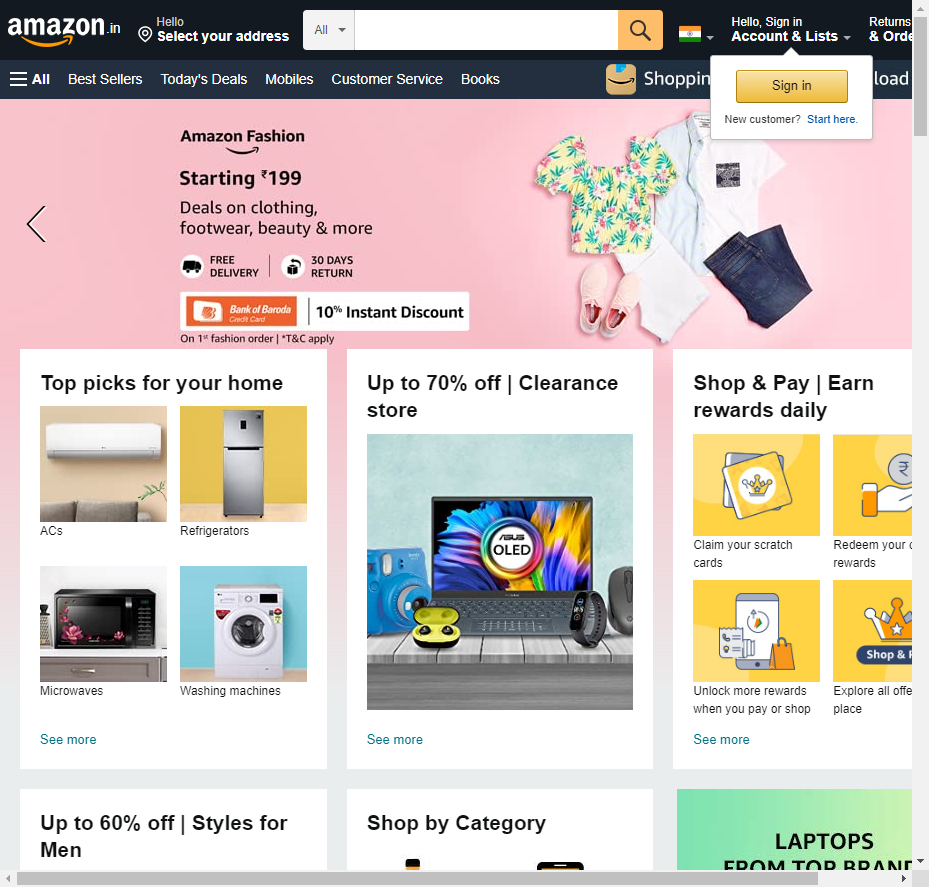 amazon.in
Hello
Select your address
All
Hello, Sign in
Account & Lists
Returns
& Orde
All
Best Sellers
Today's Deals
Mobiles
Customer Service
Books
Shoppin
load
Sign in
New customer? Start here.
Amazon Fashion
Starting ₹199
Deals on clothing,
footwear, beauty & more
FREE
DELIVERY
30 DAYS
RETURN
Bank of Baroda
Credit Card
10% Instant Discount
On 1st fashion order | *T&C apply
Top picks for your home
ACs
Refrigerators
Microwaves
Washing machines
See more
Up to 70% off | Clearance
store
ASUS
OLED
See more
Shop & Pay | Earn
rewards daily
Claim your scratch
cards
Redeem your c
rewards
Shop & P
Unlock more rewards
when you pay or shop
Explore all offe
place
See more
Up to 60% off | Styles for
Men
Shop by Category
LAPTOPS
FROM TOP BRAND